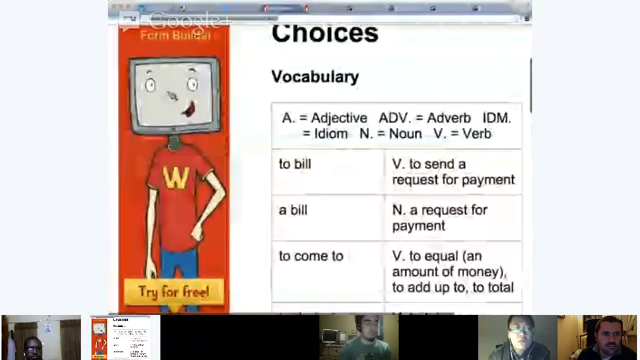 Google+
Form Builder
W
Try for free!
Choices
Vocabulary
A. = Adjective ADV. = Adverb IDM.
= Idiom N. = Noun V. = Verb
to bill
V. to send a
request for payment
a bill
N. a request for
payment
to come to
V. to equal (an
amount of money),
to add up to, to total